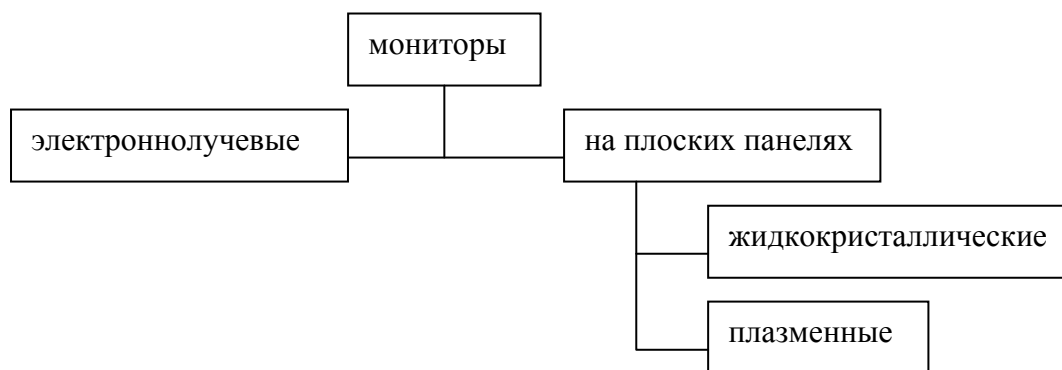 мониторы
электроннолучевые
на плоских панелях
жидкокристаллические
плазменные